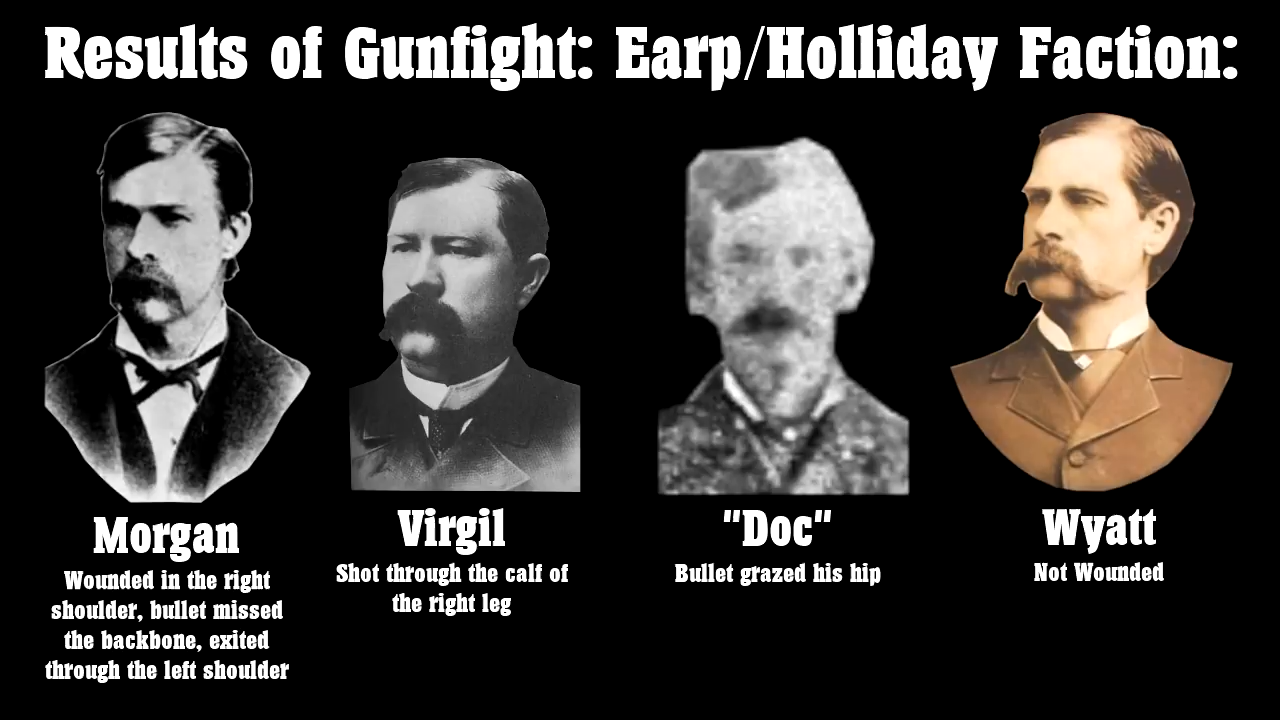 Results of Gunfight: Earp/Holliday Faction:
Morgan
Wounded in the right
shoulder, bullet missed
the backbone, exited
through the left shoulder
Virgil
Shot through the calf of
the right leg
"Doc"
Bullet grazed his hip
Wyatt
Not Wounded